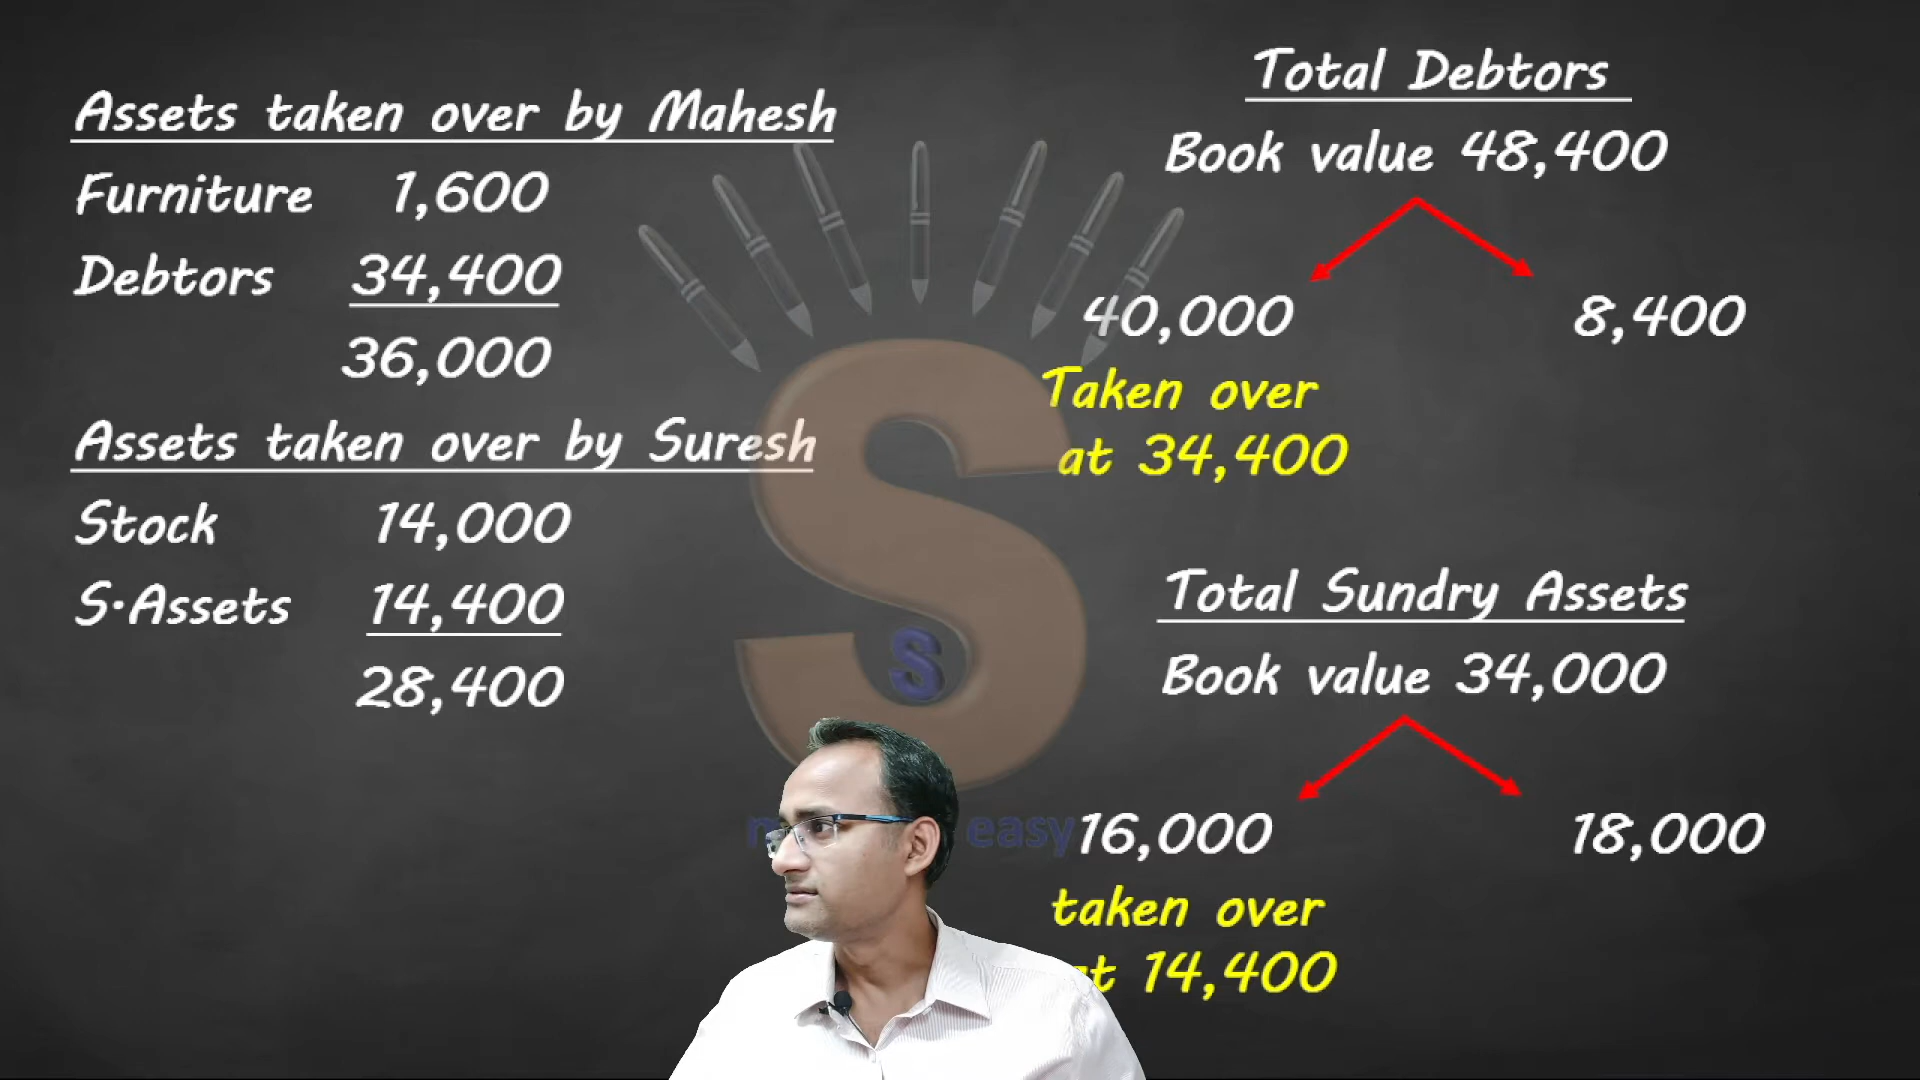 Assets taken over by Mahesh
Furniture 1,600
Debtors 34,400
36,000
Assets taken over by Suresh
Stock 14,000
S.Assets 14,400
28,400
Total Debtors
Book value 48,400
40,000 8,400
Taken over
at 34,400
Total Sundry Assets
Book value 34,000
16,000 18,000
taken over
at 14,400
S
S
easy